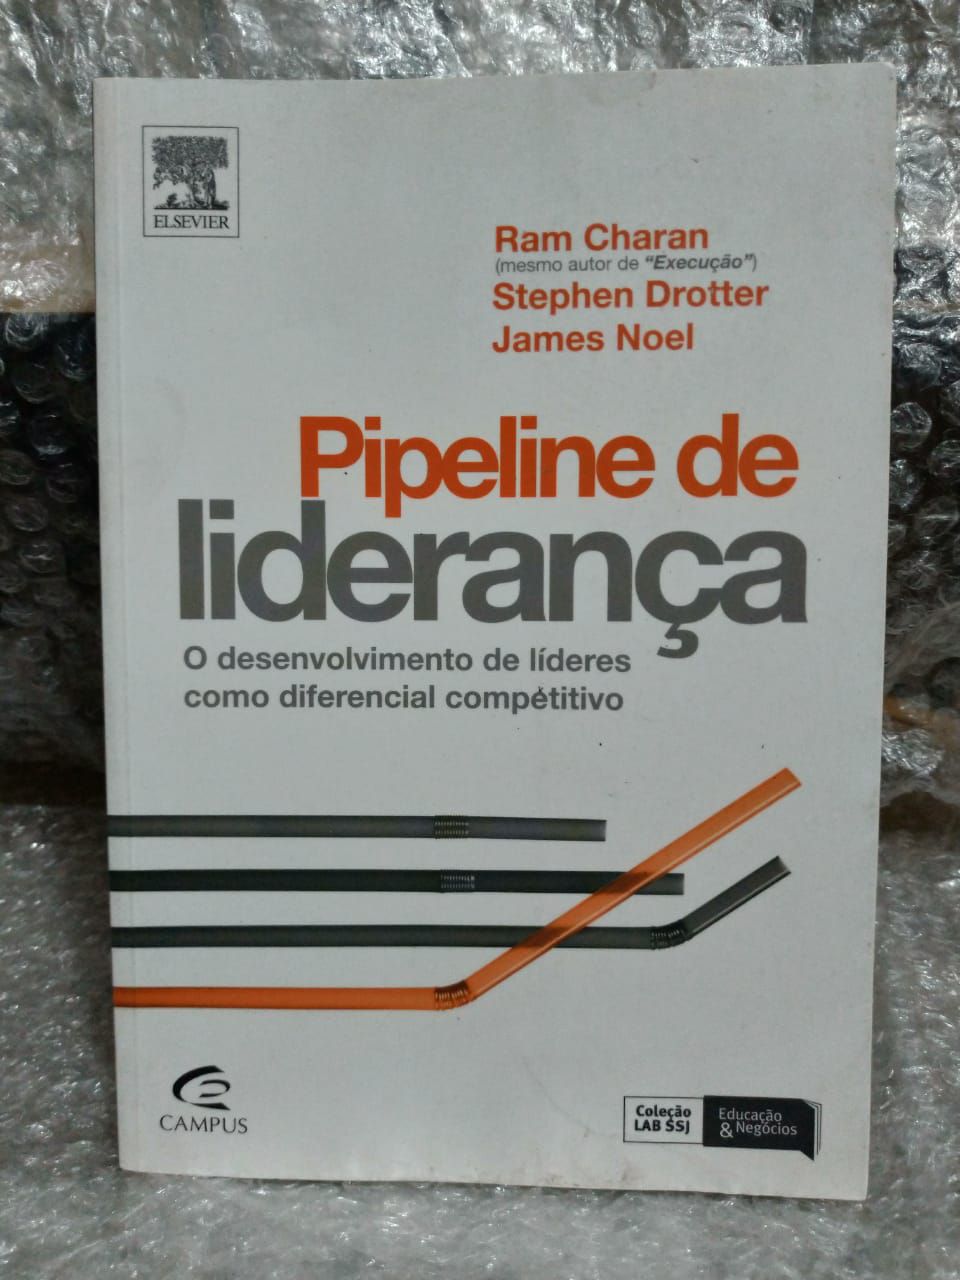 ELSEVIER
Ram Charan
(mesmo autor de “Execução”)
Stephen Drotter
James Noel
Pipeline de
liderança
O desenvolvimento de líderes
como diferencial competitivo
CAMPUS
Coleção
LAB SSJ
Educação
& Negócios